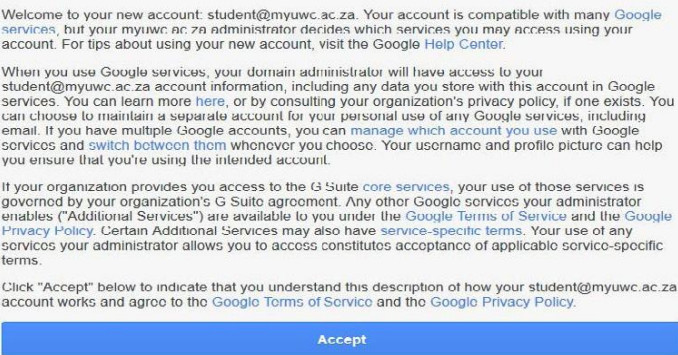 Welcome to your new account: student@myuwc.ac.za. Your account is compatible with many Google
services, but your myuwc ac za administrator decides which services you may access using your
account. For tips about using your new account, visit the Google Help Center.
When you use Google services, your domain administrator will have access to your
student@myuwc.ac.za account information, including any data you store with this account in Google
services. You can learn more here, or by consulting your organization's privacy policy, if one exists. You
can choose to maintain a separate account for your personal use of any Google services, including
email. If you have multiple Google accounts, you can manage which account you use with Google
services and switch between them whenever you choose. Your username and profile picture can help
you ensure that you're using the intended account.
If your organization provides you access to the G Suite core services, your use of those services is
governed by your organization's G Suite agreement. Any other Google services your administrator
enables ("Additional Services") are available to you under the Google Terms of Service and the Google
Privacy Policy. Certain Additional Services may also have service-specific terms. Your use of any
services your administrator allows you to access constitutes acceptance of applicable service-specific
terms.
Click "Accept" below to indicate that you understand this description of how your student@myuwc.ac.za
account works and agree to the Google Terms of Service and the Google Privacy Policy.
Accept